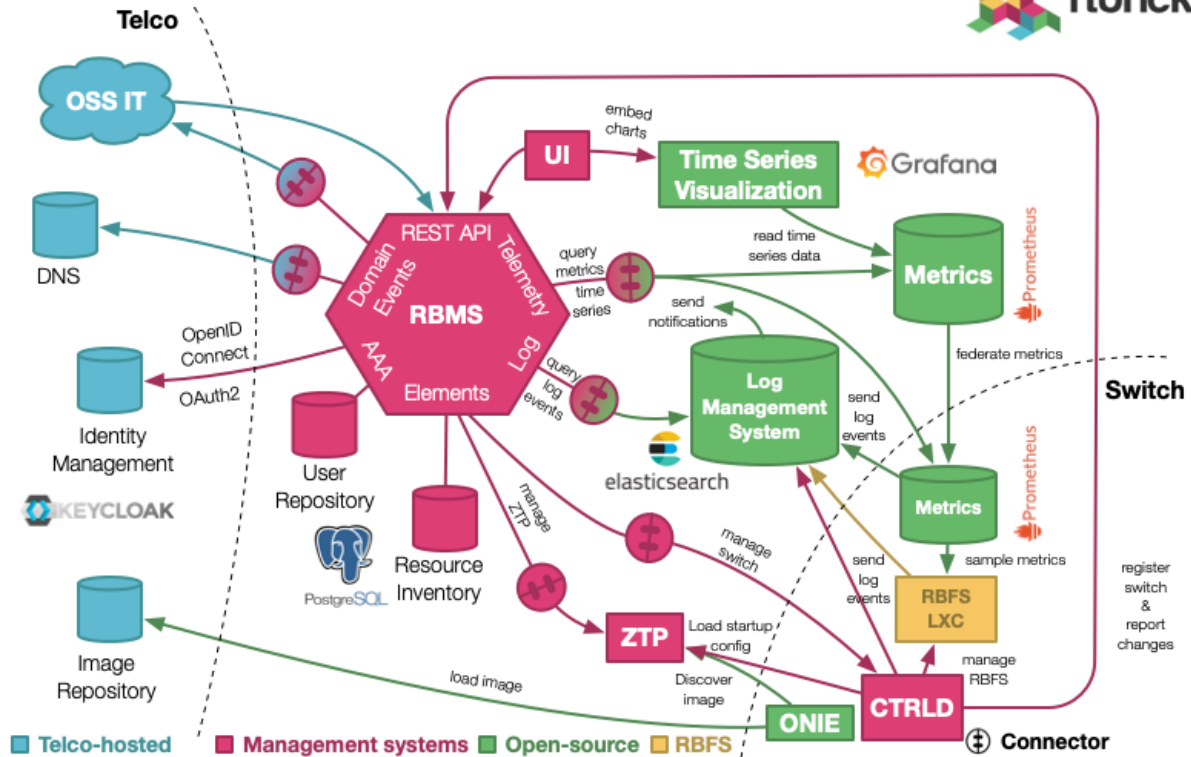 Telco
OSS IT
DNS
OpenID
Connect
OAuth2
Identity
Management
KEYCLOAK
Image
Repository
REST API
Domain
Events
Telemetry
RBMS
AAA
Log
Elements
User
Repository
PostgreSQL
Resource
Inventory
UI
embed
charts
Time Series
Visualization
Grafana
read time
series data
query
metrics
time
series
Metrics
Prometheus
send
notifications
query
log
events
Log
Management
System
elasticsearch
federate metrics
Switch
send
log
events
Metrics
Prometheus
sample metrics
manage
ZTP
manage
switch
send
log
events
RBFS
LXC
register
switch
&
report
changes
ZTP
Load startup
config
Discover
image
manage
RBFS
load image
ONIE
CTRLD
Telco-hosted
Management systems
Open-source
RBFS
Connector